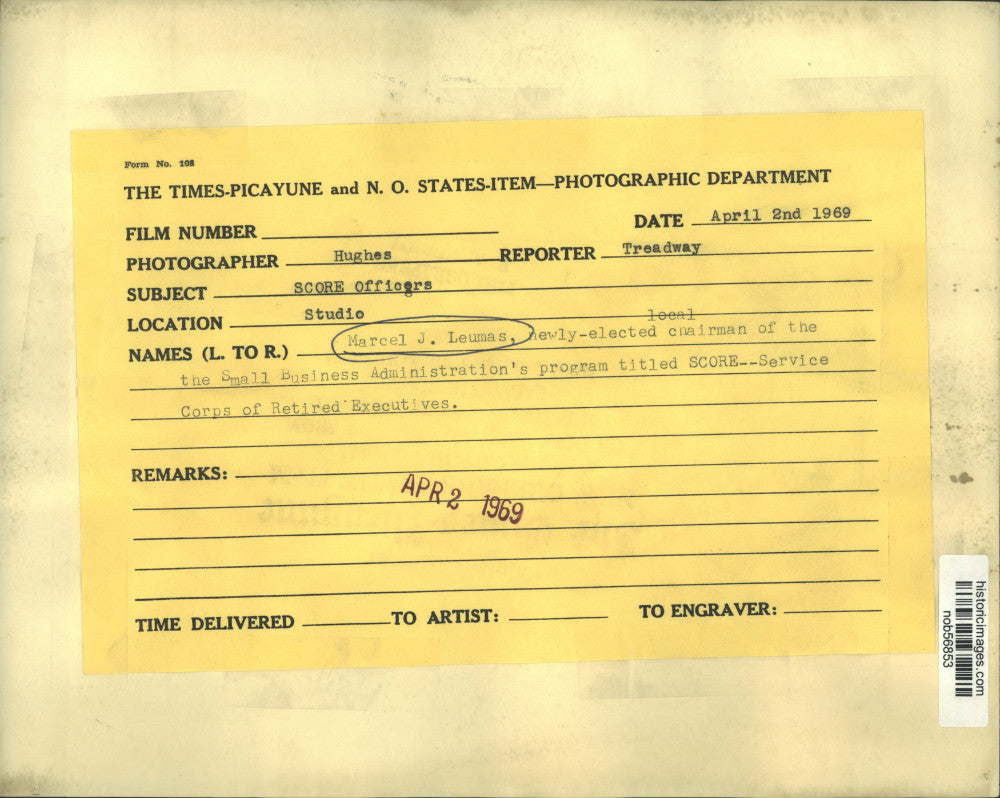 Form No. 108
THE TIMES-PICAYUNE and N. O. STATES-ITEM—PHOTOGRAPHIC DEPARTMENT
DATE April 2nd 1969
FILM NUMBER
PHOTOGRAPHER Hughes REPORTER Treadway
SUBJECT SCORE Officers
LOCATION Studio
local
NAMES (L. TO R.) Marcel J. Leumas, newly-elected chairman of the
the Small Business Administration's program titled SCORE--Service
Corps of Retired Executives.
REMARKS:
APR 2 1969
TIME DELIVERED TO ARTIST: TO ENGRAVER:
historicimages.com
nob56853